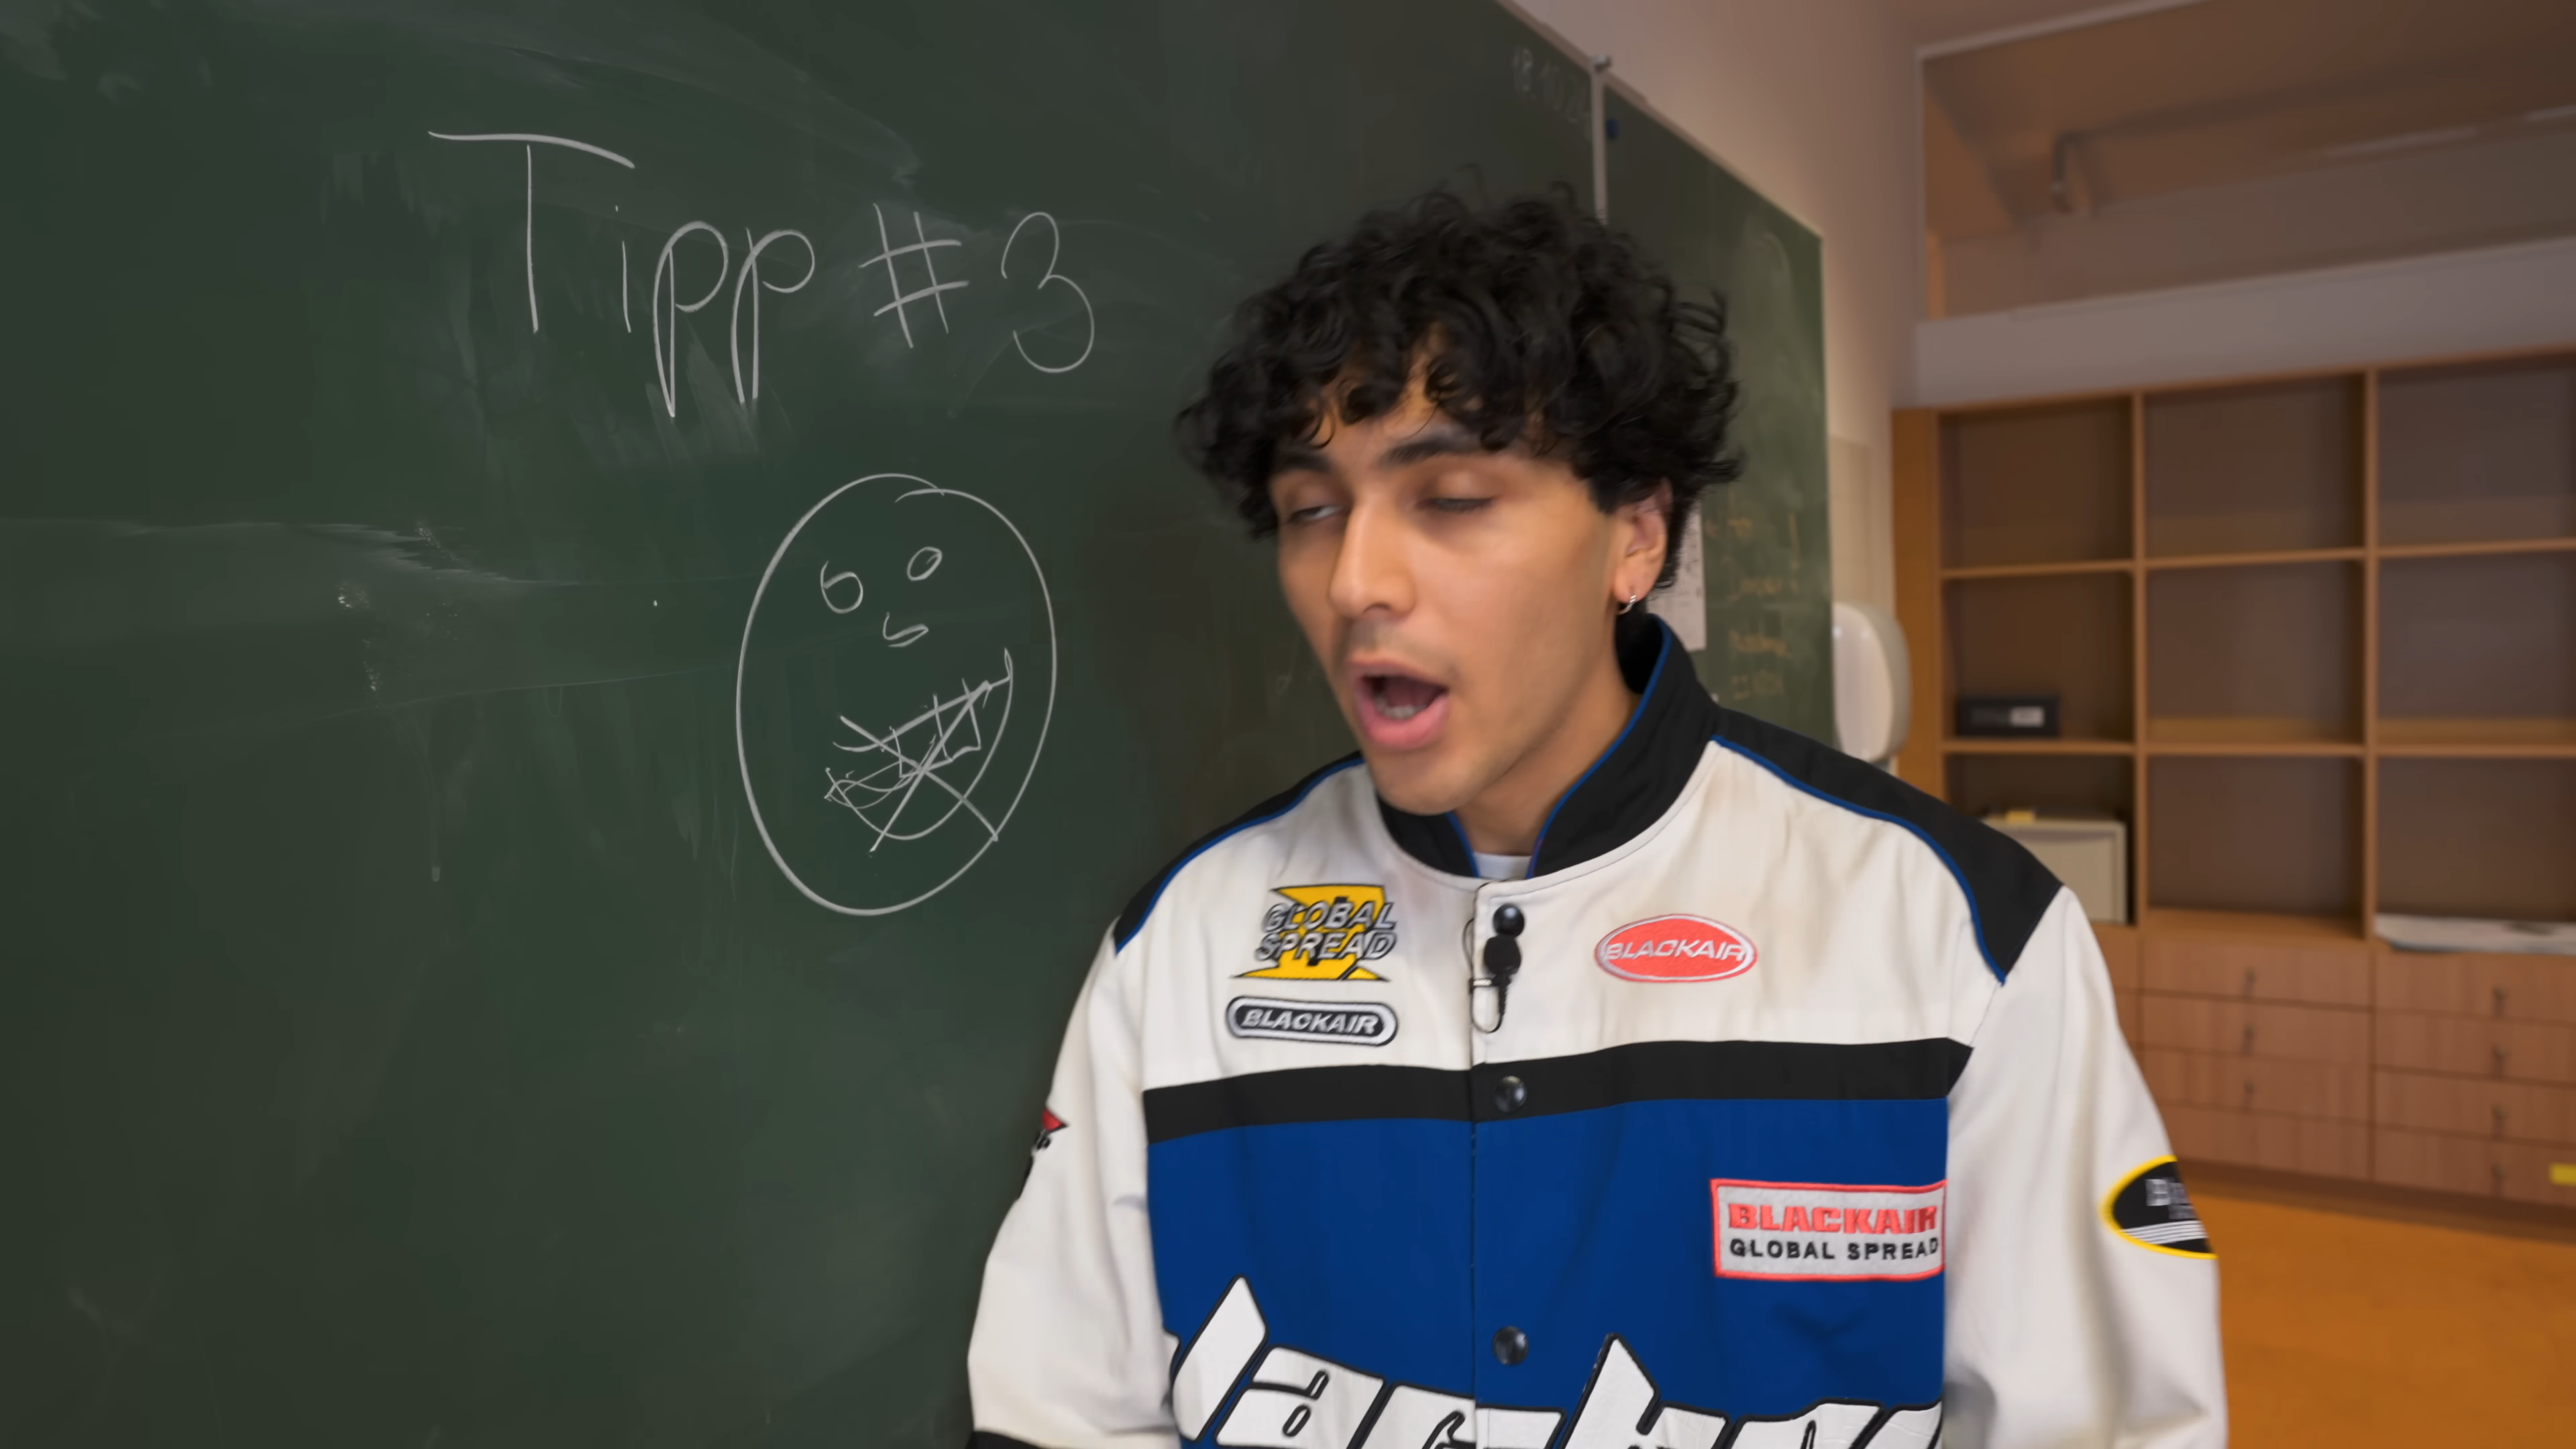 Tipp #3
GLOBAL
SPREAD
BLACKAIR
BLACKAIR
BLACKAIR
GLOBAL SPREAD